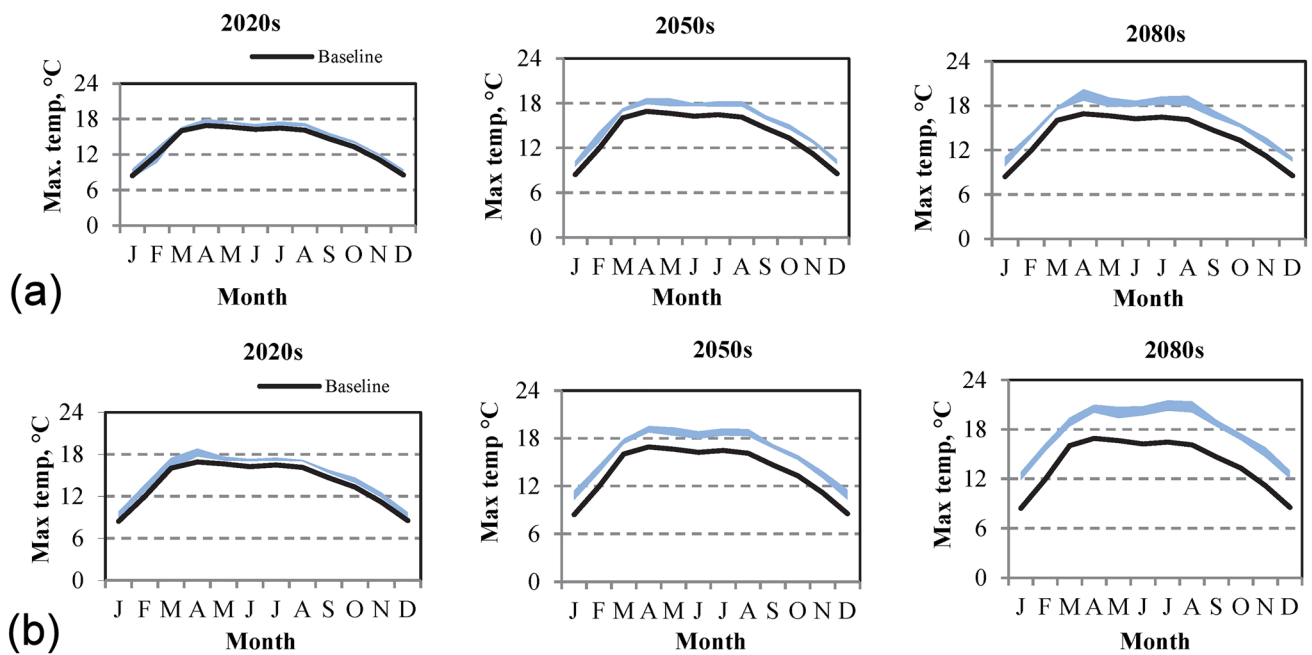 2020s
Baseline
Max. temp, °C
24
18
12
6
0
J F M A M J J A S O N D
Month
2050s
Max temp, °C
24
18
12
6
0
J F M A M J J A S O N D
Month
2080s
Max temp, °C
24
18
12
6
0
J F M A M J J A S O N D
Month
(a)
2020s
Baseline
Max temp, °C
24
18
12
6
0
J F M A M J J A S O N D
Month
2050s
Max temp °C
24
18
12
6
0
J F M A M J J A S O N D
Month
2080s
Max temp, °C
24
18
12
6
0
J F M A M J J A S O N D
Month
(b)